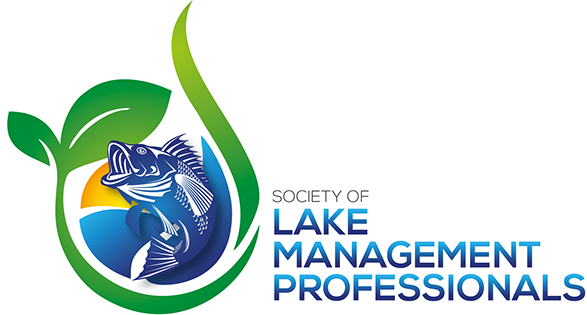 SOCIETY OF
LAKE
MANAGEMENT
PROFESSIONALS